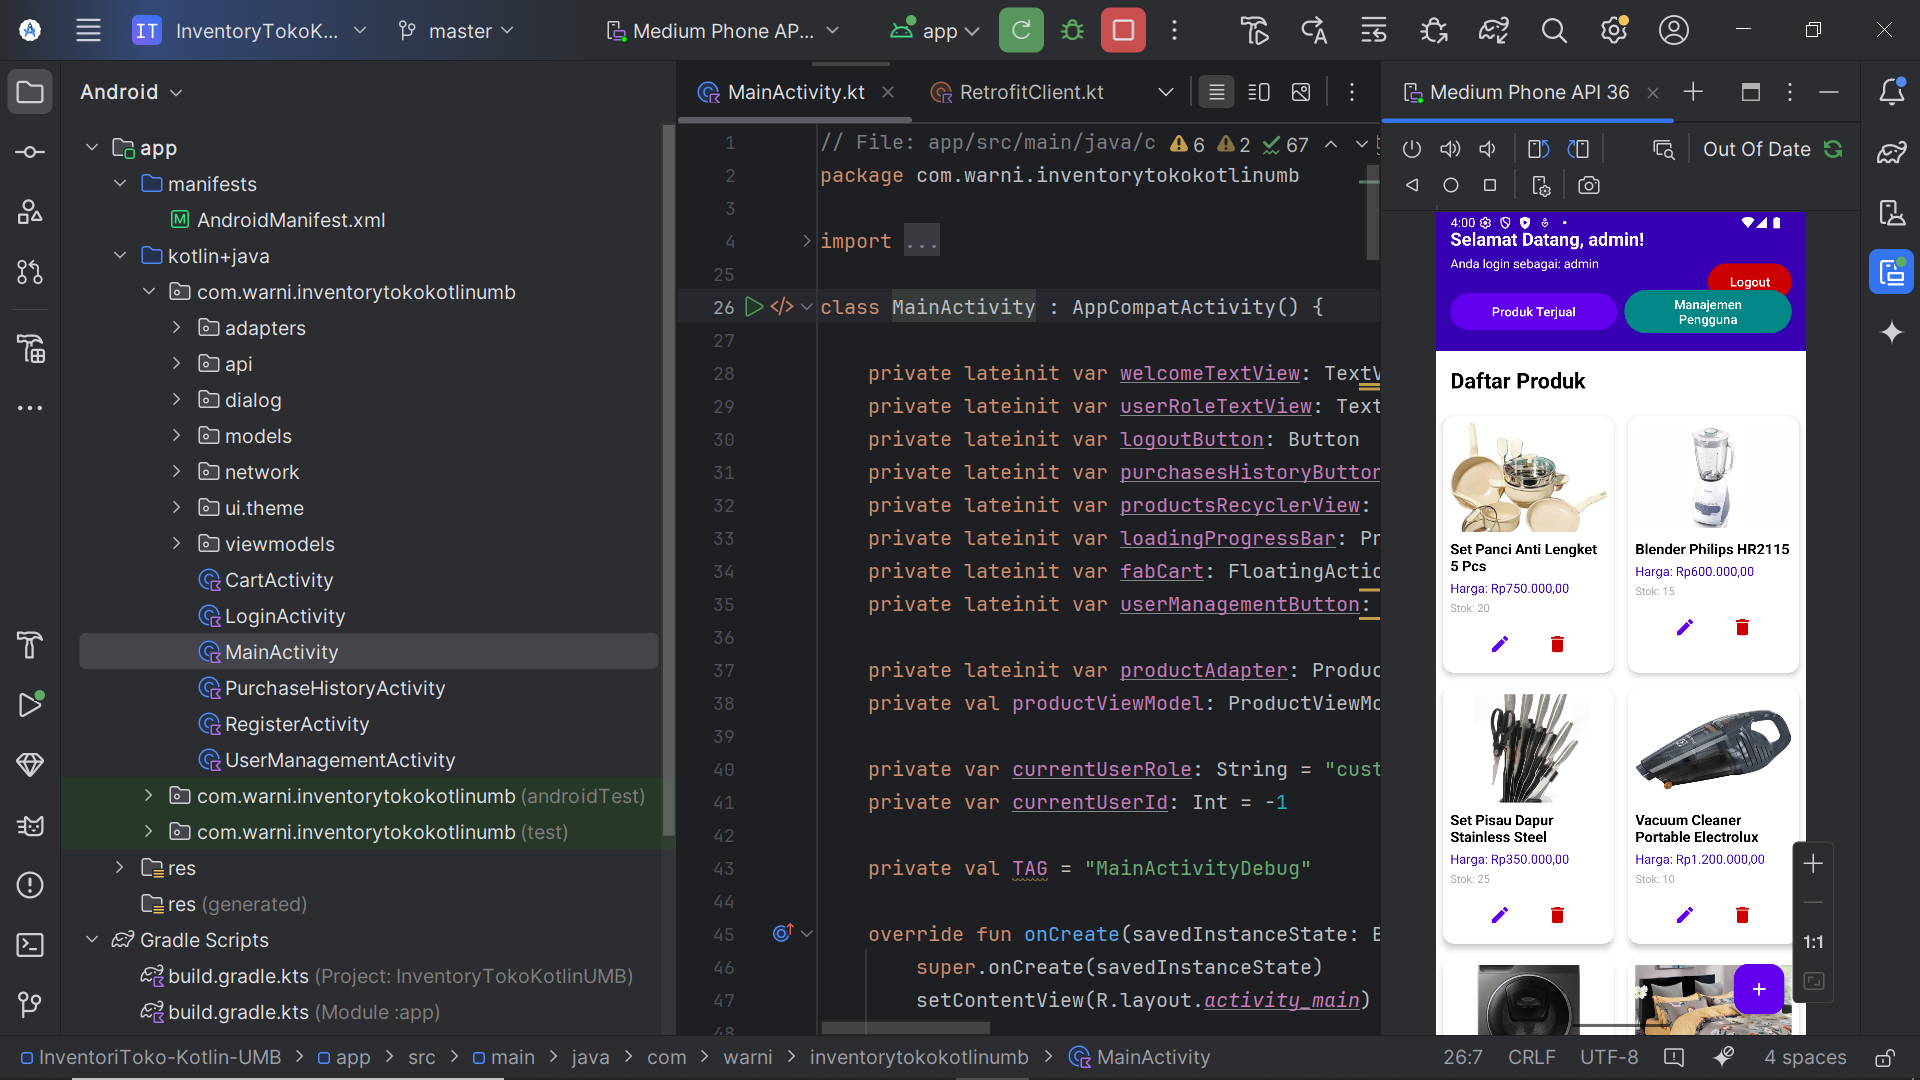 IT InventoryTokoK... master Medium Phone AP... app
Android
app
manifests
AndroidManifest.xml
kotlin+java
com.warni.inventorytokokotlinumb
adapters
api
dialog
models
network
ui.theme
viewmodels
CartActivity
LoginActivity
MainActivity
PurchaseHistoryActivity
RegisterActivity
UserManagementActivity
com.warni.inventorytokokotlinumb (androidTest)
com.warni.inventorytokokotlinumb (test)
res
res (generated)
Gradle Scripts
build.gradle.kts (Project: InventoryTokoKotlinUMB)
build.gradle.kts (Module :app)
MainActivity.kt RetrofitClient.kt
1 // File: app/src/main/java/c 6 2 67
2 package com.warni.inventorytokokotlinumb
3
4 import ...
25
26 class MainActivity : AppCompatActivity() {
27
28 private lateinit var welcomeTextView: TextV
29 private lateinit var userRoleTextView: Text
30 private lateinit var logoutButton: Button
31 private lateinit var purchasesHistoryButton
32 private lateinit var productsRecyclerView:
33 private lateinit var loadingProgressBar: Pr
34 private lateinit var fabCart: FloatingActio
35 private lateinit var userManagementButton:
36
37 private lateinit var productAdapter: Produc
38 private val productViewModel: ProductViewMo
39
40 private var currentUserRole: String = "cust
41 private var currentUserId: Int = -1
42
43 private val TAG = "MainActivityDebug"
44
45 override fun onCreate(savedInstanceState: B
46 super.onCreate(savedInstanceState)
47 setContentView(R.layout.activity_main)
48
Medium Phone API 36
Out Of Date
4:00
Selamat Datang, admin!
Anda login sebagai: admin
Logout
Produk Terjual
Manajemen
Pengguna
Daftar Produk
Set Panci Anti Lengket
5 Pcs
Harga: Rp750.000,00
Stok: 20
Blender Philips HR2115
Harga: Rp600.000,00
Stok: 15
Set Pisau Dapur
Stainless Steel
Harga: Rp350.000,00
Stok: 25
Vacuum Cleaner
Portable Electrolux
Harga: Rp1.200.000,00
Stok: 10
+
1:1
InventoriToko-Kotlin-UMB > app > src > main > java > com > warni > inventorytokokotlinumb > MainActivity
26:7 CRLF UTF-8 4 spaces